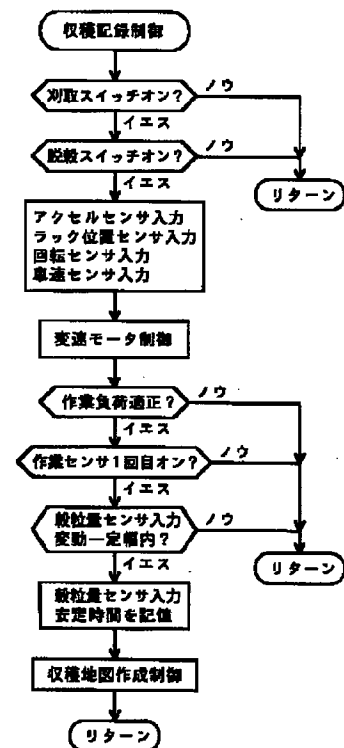 収穫記録制御
刈取スイッチオン?
ノウ
イエス
脱穀スイッチオン?
ノウ
イエス
リターン
アクセルセンサ入力
ラック位置センサ入力
回転センサ入力
車速センサ入力
変速モータ制御
作業負荷適正?
ノウ
イエス
作業センサ1回目オン?
ノウ
イエス
穀粒量センサ入力
変動一定幅内?
ノウ
イエス
リターン
穀粒量センサ入力
安定時間を記憶
収穫地図作成制御
リターン